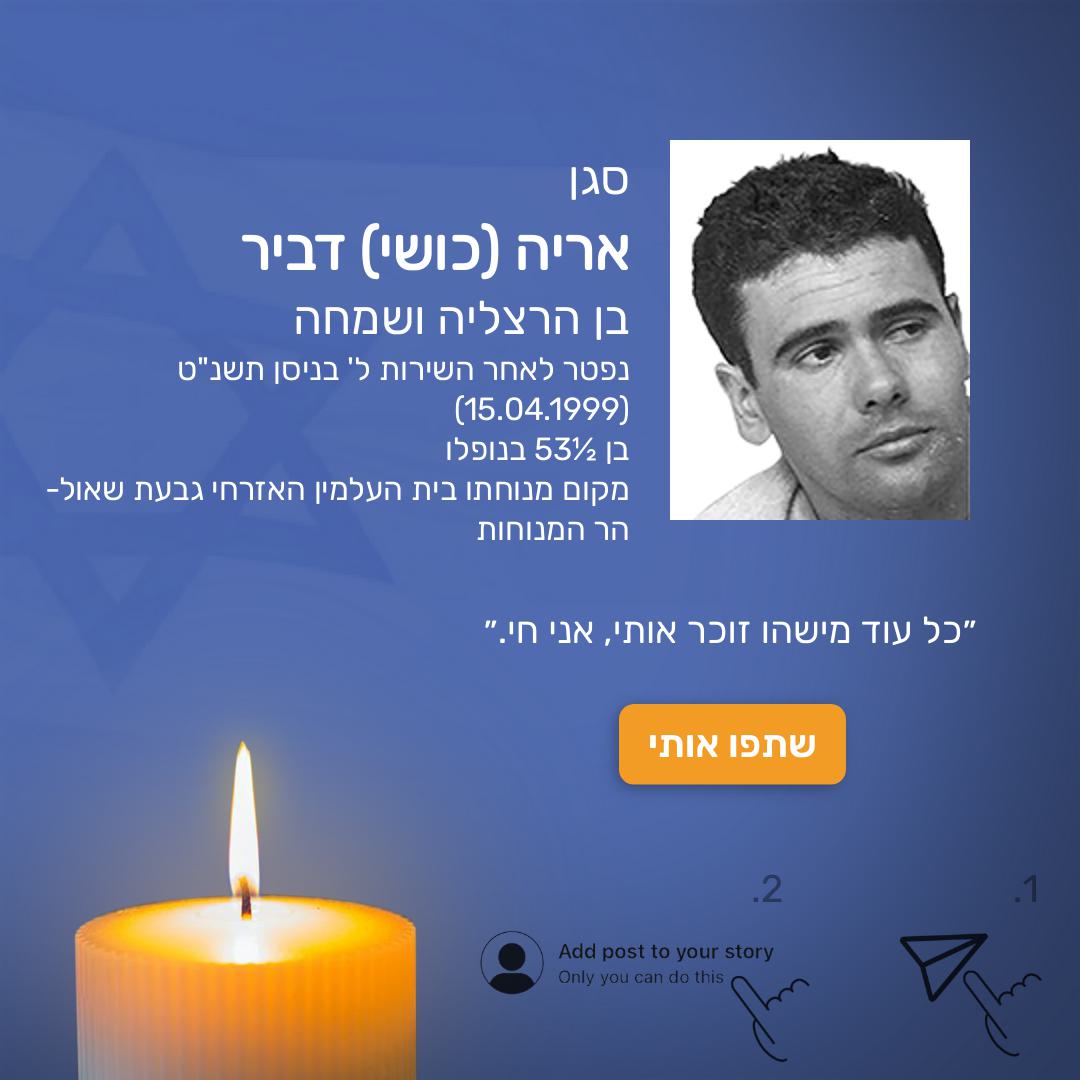 סגן
אריה (כושי) דביר
בן הרצליה ושמחה
נפטר לאחר השירות ל' בניסן תשנ"ט
(15.04.1999)
בן 53½ בנופלו
מקום מנוחתו בית העלמין האזרחי גבעת שאול-
הר המנוחות
״כל עוד מישהו זוכר אותי, אני חי.״
שתפו אותי
1.
2.
Add post to your story
Only you can do this